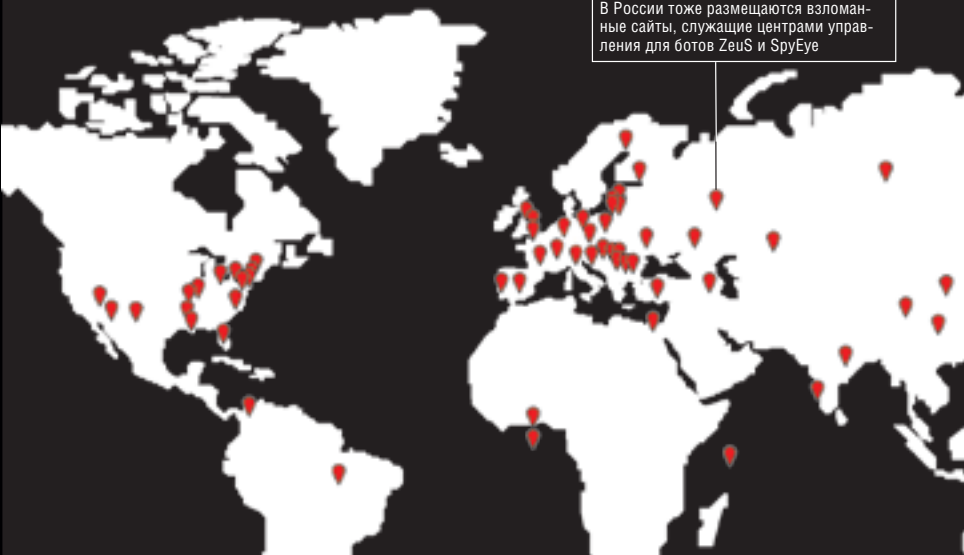 В России тоже размещаются взломан-
ные сайты, служащие центрами управ-
ления для ботов ZeuS и SpyEye